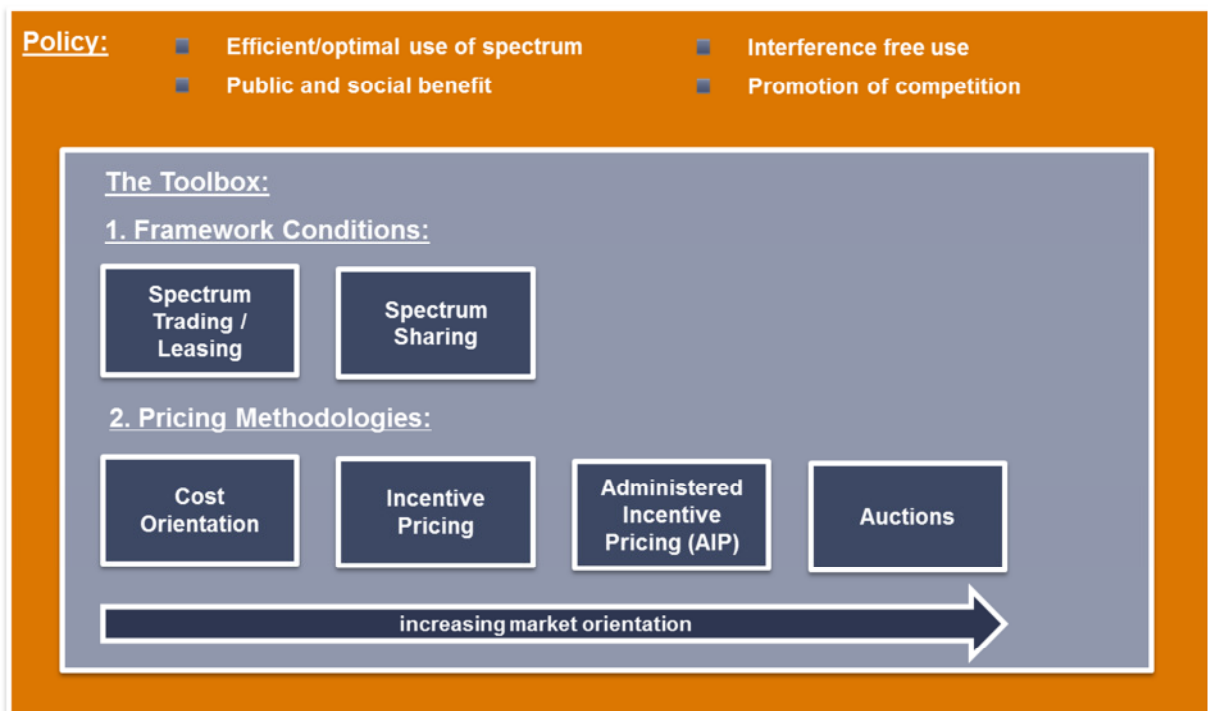 Policy:
Efficient/optimal use of spectrum
Interference free use
Public and social benefit
Promotion of competition
The Toolbox:
1. Framework Conditions:
Spectrum
Trading /
Leasing
Spectrum
Sharing
2. Pricing Methodologies:
Cost
Orientation
Incentive
Pricing
Administered
Incentive
Pricing (AIP)
Auctions
increasing market orientation